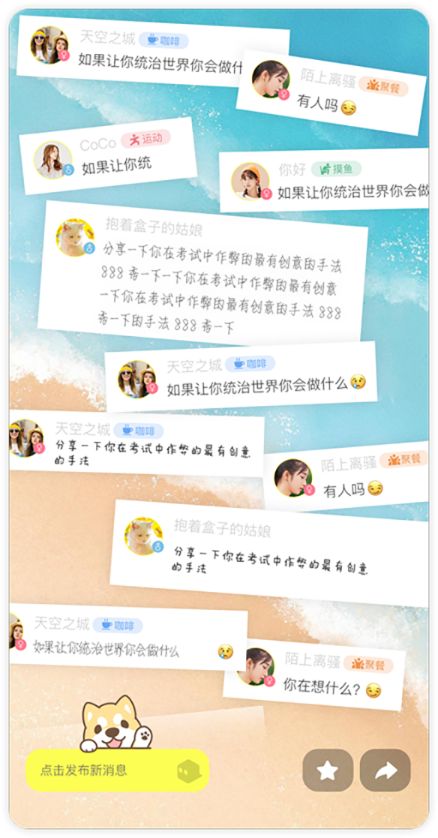 天空之城 咖啡
如果让你统治世界你会做什
陌上离骚 聚餐
有人吗
CoCo 运动
如果让你统
你好 摸鱼
如果让你统治世界你会做
抱着盒子的姑娘
分享一下你在考试中作弊的最有创意的手法
888 希一下一下你在考试中作弊的最有创意
一下你在考试中作弊的最有创意的手法 888
希一下的手法 888 希一下
天空之城 咖啡
如果让你统治世界你会做什么
天空之城 咖啡
分享一下你在考试中作弊的最有创意
的手法
陌上离骚 聚餐
有人吗
抱着盒子的姑娘
分享一下你在考试中作弊的最有创意
的手法
天空之城 咖啡
如果让你统治世界你会做什么
陌上离骚 聚餐
你在想什么？
点击发布新消息